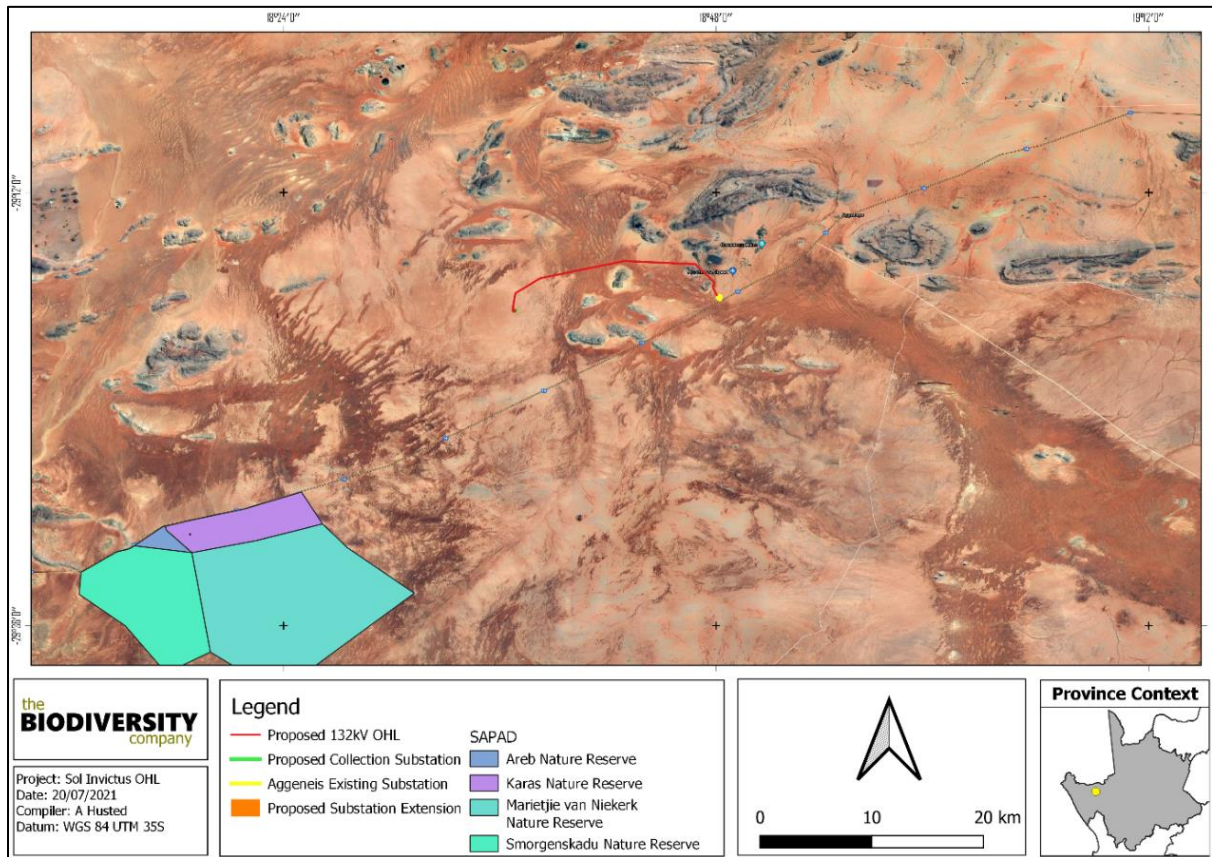 18°24'0"
18°48'0"
19°12'0"
-29°12'0"
-29°36'0"
the
BIODIVERSITY
company
Project: Sol Invictus OHL
Date: 20/07/2021
Compiler: A Husted
Datum: WGS 84 UTM 35S
Legend
Proposed 132kV OHL
Proposed Collection Substation
Aggeneis Existing Substation
Proposed Substation Extension
SAPAD
Areb Nature Reserve
Karas Nature Reserve
Marietjie van Niekerk
Nature Reserve
Smorgenskadu Nature Reserve
0
10
20 km
Province Context